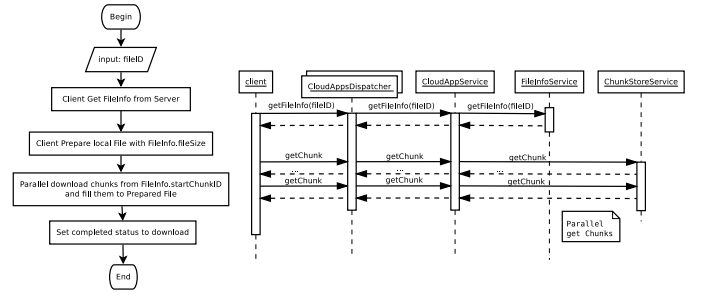 Begin
input: fileID
Client Get FileInfo from Server
Client Prepare local File with FileInfo.fileSize
Parallel download chunks from FileInfo.startChunkID
and fill them to Prepared File
Set completed status to download
End
client
CloudAppsDispatcher
CloudAppService
FileInfoService
ChunkStoreService
getFileInfo(fileID)
getFileInfo(fileID)
getFileInfo(fileID)
getChunk
getChunk
getChunk
...
...
...
getChunk
getChunk
getChunk
Parallel
get Chunks